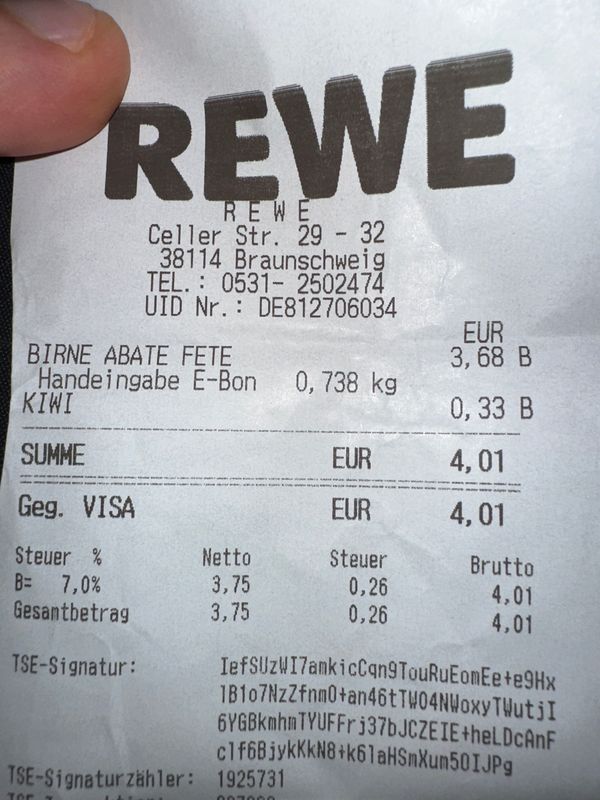 REWE
R E W E
Celler Str. 29 - 32
38114 Braunschweig
TEL.: 0531- 2502474
UID Nr.: DE812706034
EUR
BIRNE ABATE FETE 3,68 B
Handeingabe E-Bon 0,738 kg
KIWI 0,33 B
SUMME EUR 4,01
Geg. VISA EUR 4,01
Steuer % Netto Steuer Brutto
B= 7,0% 3,75 0,26 4,01
Gesamtbetrag 3,75 0,26 4,01
TSE-Signatur: IefSUzWI7amkicCqn9TouRuEomEe+e9Hx
1B1o7NzZfnm0+an46tTW04NWoxyTWutjI
6YGBkmhmTYUFFrj37bJCZEIE+heLDcAnF
clf6BjykKkN8+k6laHSmXum50IJPg
TSE-Signaturzähler: 1925731